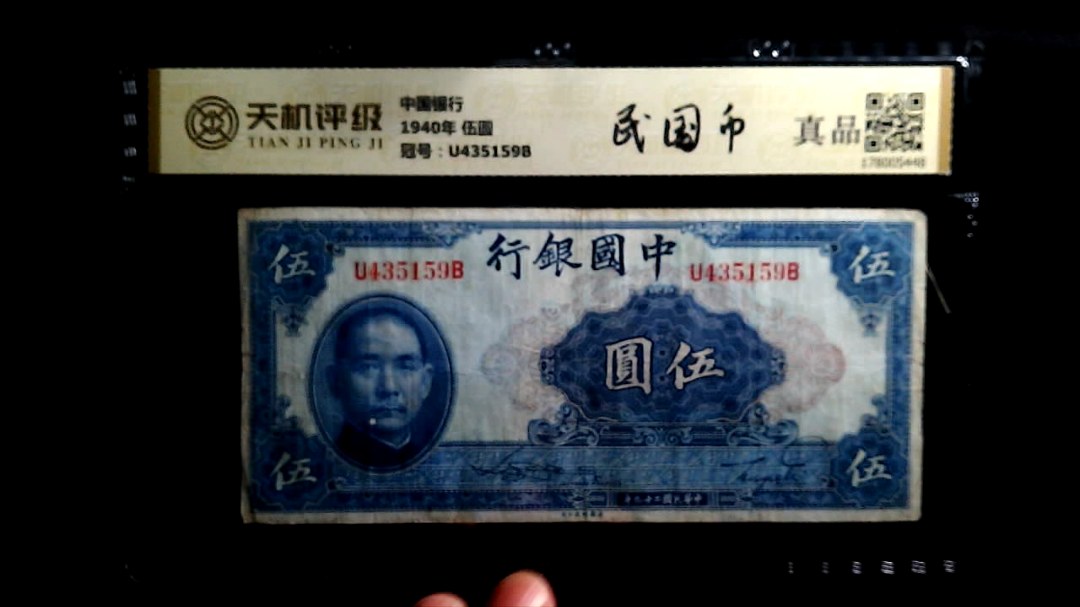 天机评级
TIAN JI PING JI
中国银行
1940年 伍圆
冠号:U435159B
民国币
真品
行銀國中
U435159B
U435159B
伍
伍
圓伍
伍
伍